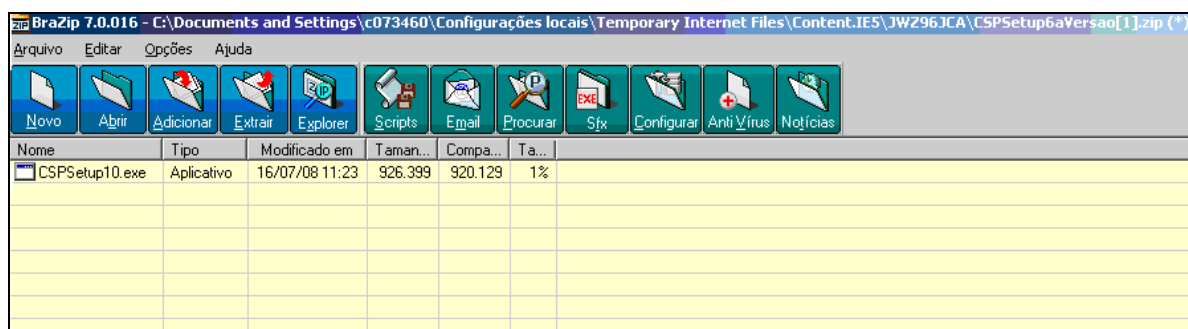 ZIP BraZip 7.0.016 - C:\Documents and Settings\c073460\Configurações locais\Temporary Internet Files\Content.IE5\JWZ96JCA\CSPSetup6aVersao[1].zip (*)
Arquivo Editar Opções Ajuda
Novo Abrir Adicionar Extrair Explorer Scripts Email Procurar Sfx Configurar Anti Vírus Notícias
Nome Tipo Modificado em Taman... Compa... Ta...
CSPSetup10.exe Aplicativo 16/07/08 11:23 926.399 920.129 1%